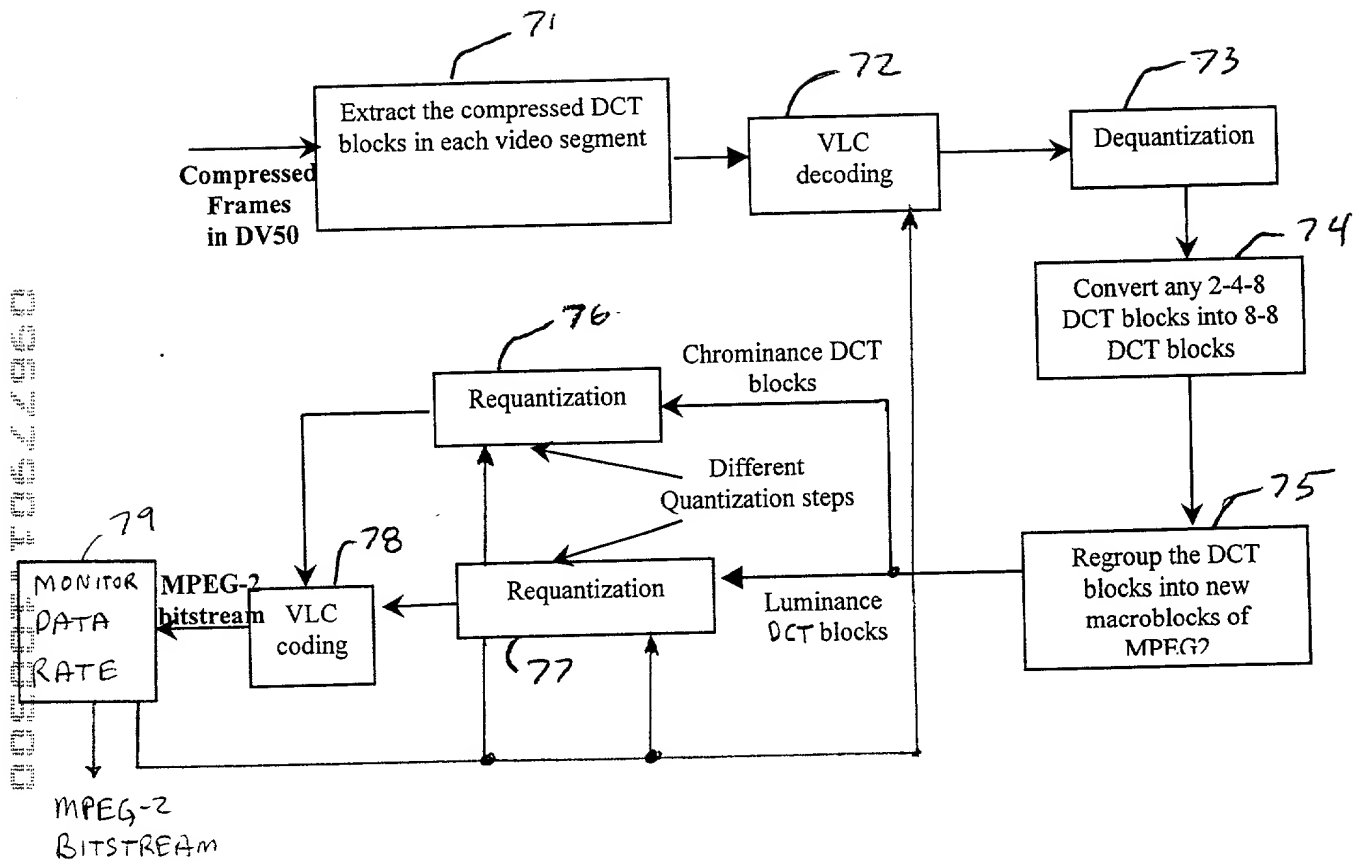 71
Extract the compressed DCT
blocks in each video segment
Compressed
Frames
in DV50
72
VLC
decoding
73
Dequantization
74
Convert any 2-4-8
DCT blocks into 8-8
DCT blocks
75
Regroup the DCT
blocks into new
macroblocks of
MPEG2
Chrominance DCT
blocks
Luminance
DCT blocks
76
Requantization
Different
Quantization steps
77
Requantization
78
VLC
coding
MPEG-2
bitstream
79
MONITOR
DATA
RATE
MPEG-2
BITSTREAM